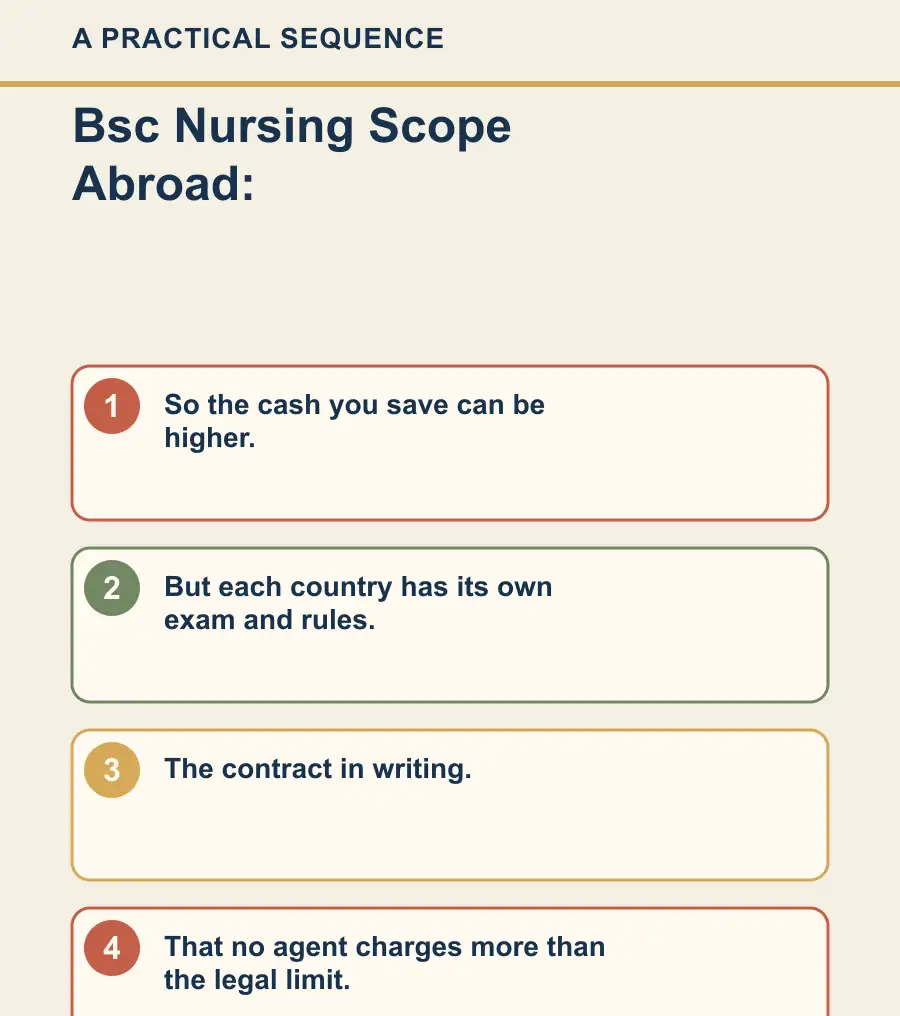 A PRACTICAL SEQUENCE
Bsc Nursing Scope
Abroad:
1
So the cash you save can be
higher.
2
But each country has its own
exam and rules.
3
The contract in writing.
4
That no agent charges more than
the legal limit.